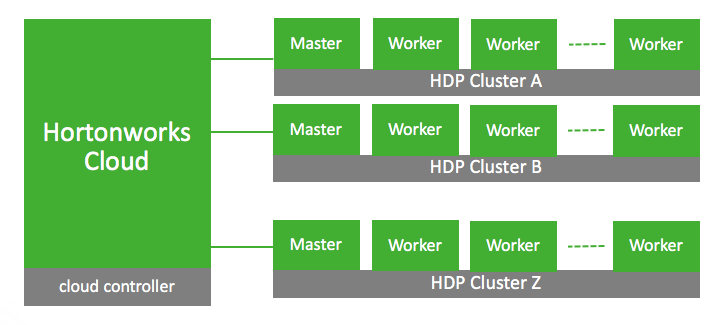 Hortonworks
Cloud
cloud controller
Master Worker Worker Worker
HDP Cluster A
Master Worker Worker Worker
HDP Cluster B
Master Worker Worker Worker
HDP Cluster Z